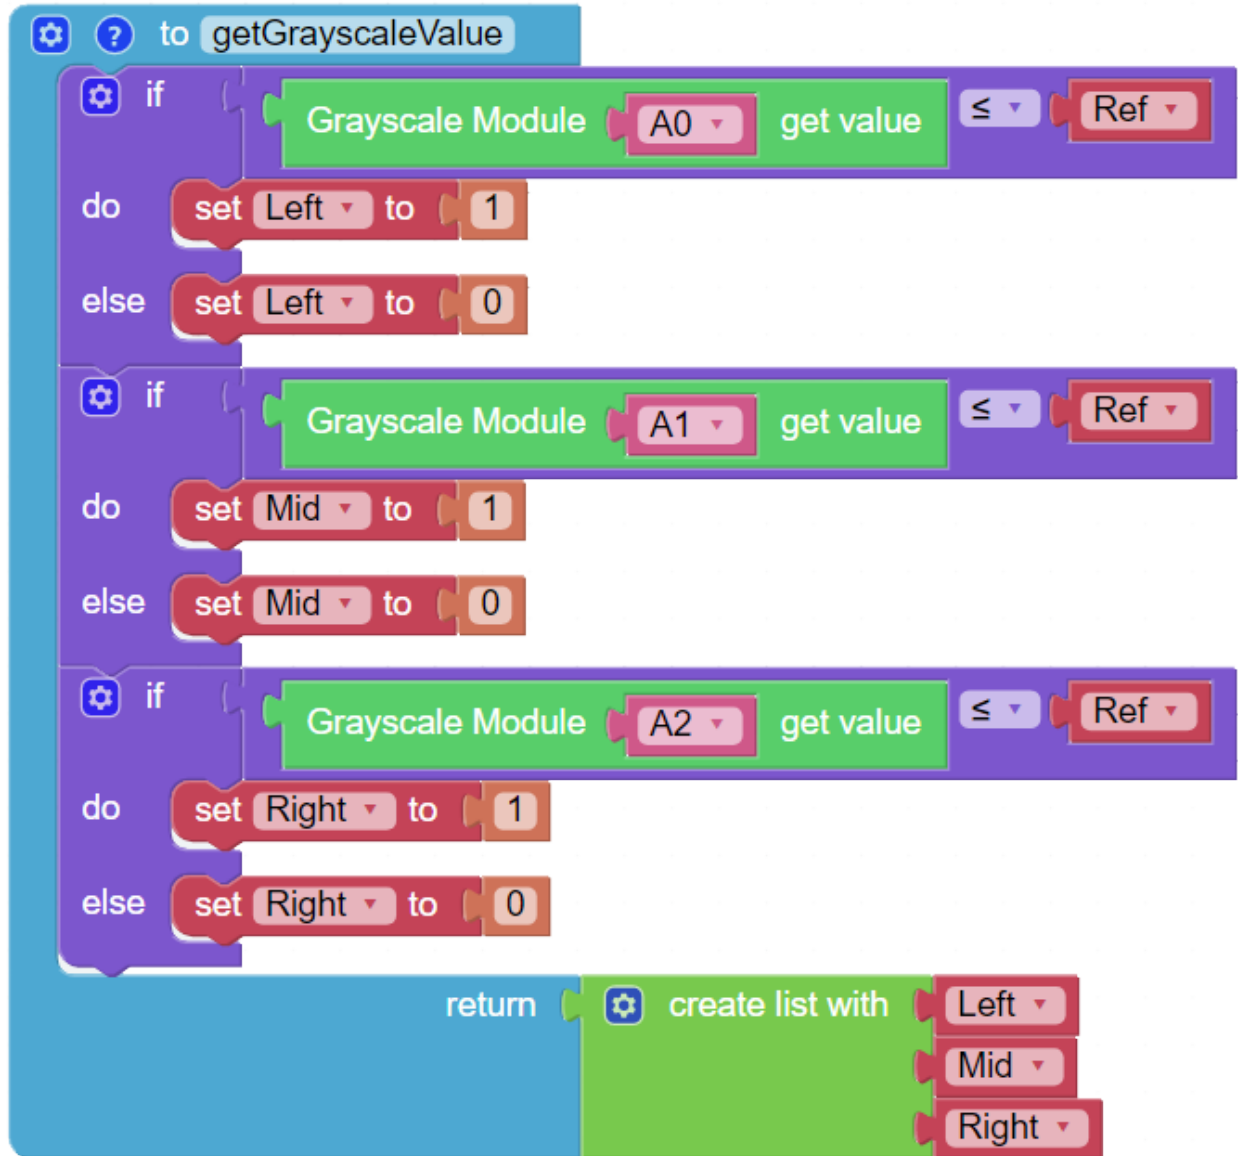 ? to getGrayscaleValue
if Grayscale Module A0 get value ≤ Ref
do set Left to 1
else set Left to 0
if Grayscale Module A1 get value ≤ Ref
do set Mid to 1
else set Mid to 0
if Grayscale Module A2 get value ≤ Ref
do set Right to 1
else set Right to 0
return create list with Left
Mid
Right